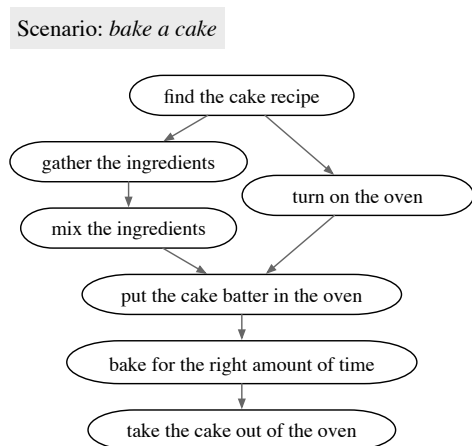 Scenario: bake a cake
find the cake recipe
gather the ingredients
turn on the oven
mix the ingredients
put the cake batter in the oven
bake for the right amount of time
take the cake out of the oven